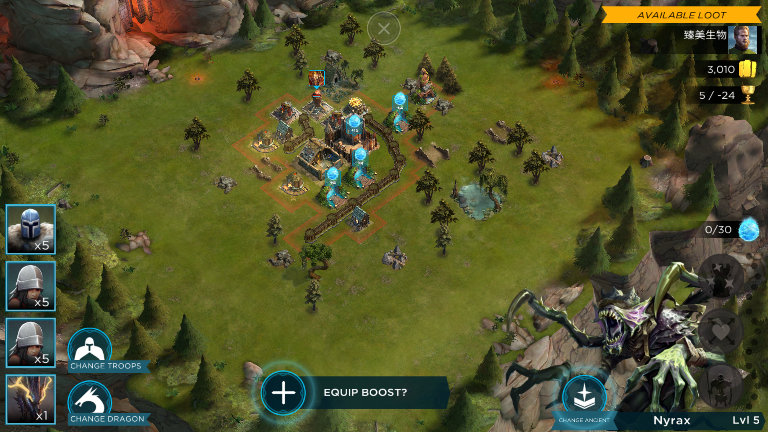 AVAILABLE LOOT
臻美生物
3,010
5 / -24
0/30
x5
x5
x5
x1
CHANGE TROOPS
CHANGE DRAGON
EQUIP BOOST?
CHANGE ANCIENT
Nyrax
Lvl 5